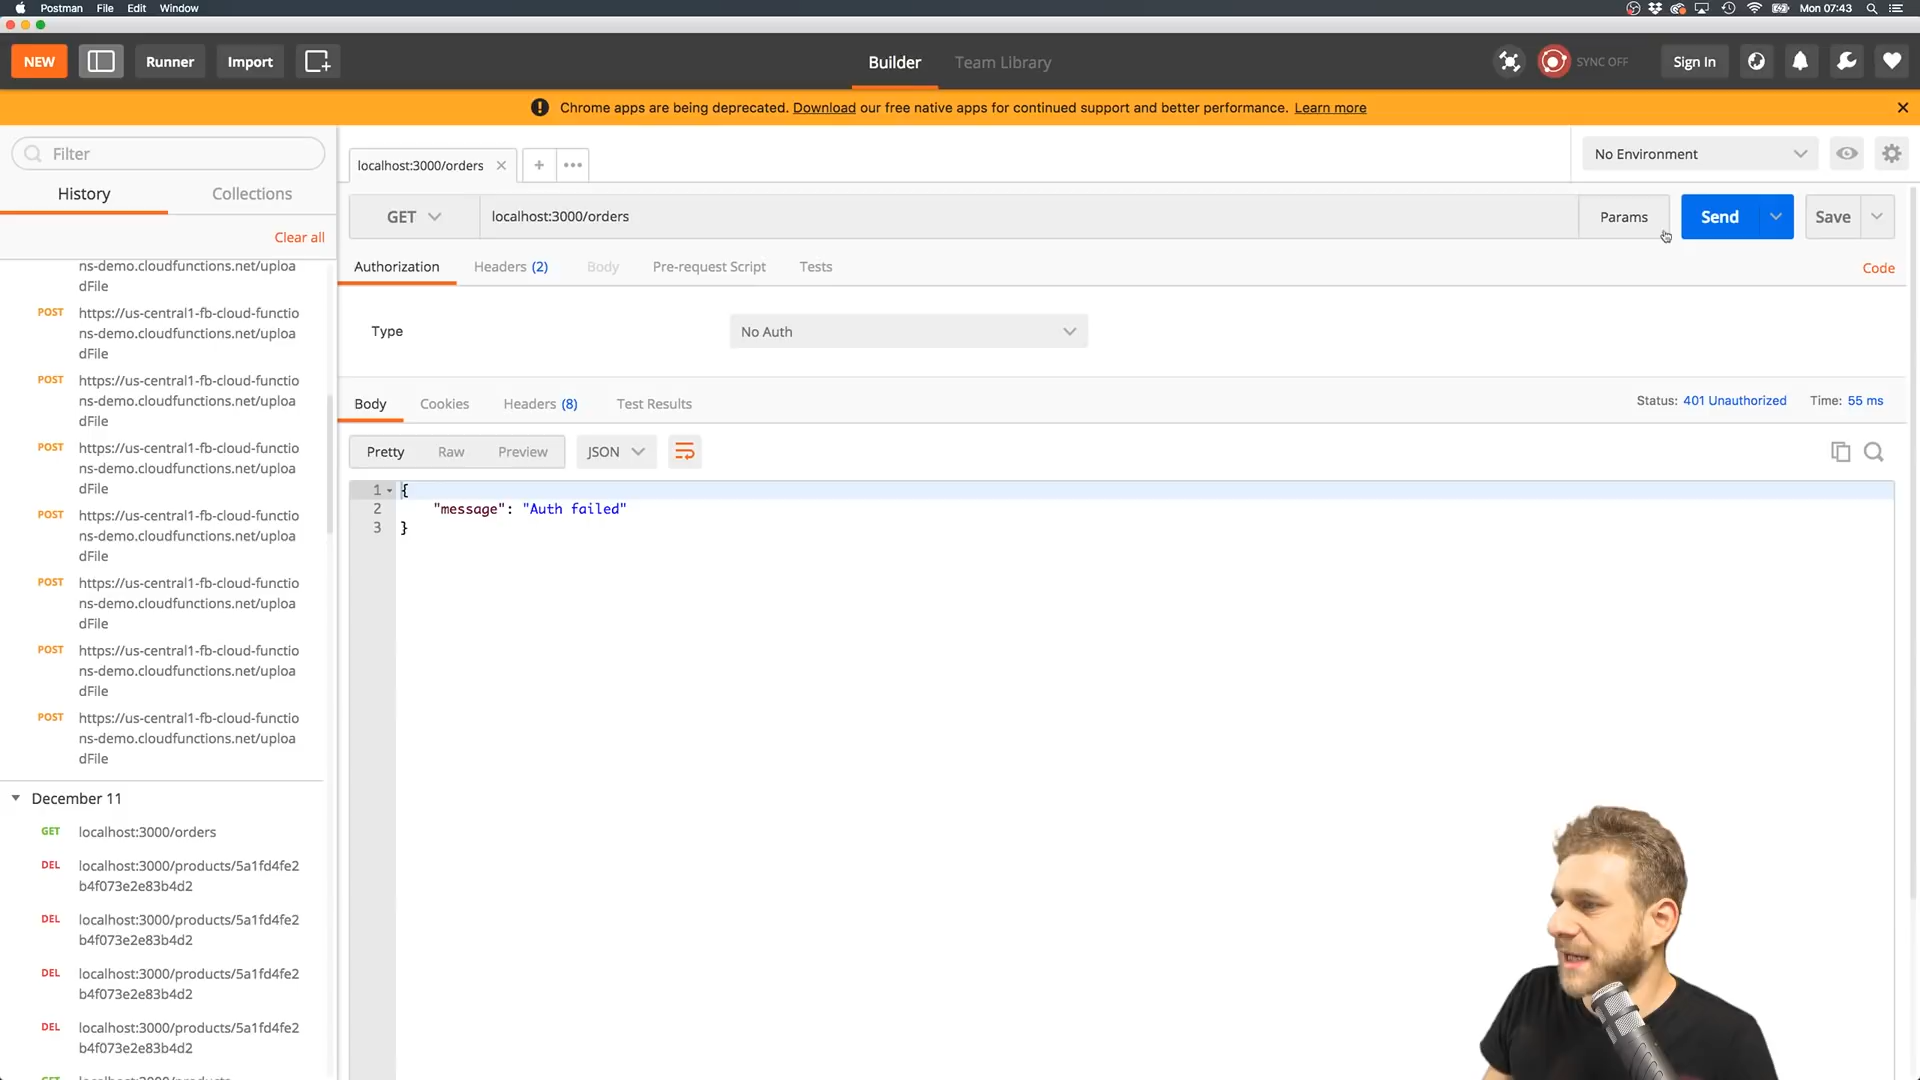 Postman File Edit Window
Mon 07:43
NEW Runner Import
Builder Team Library
SYNC OFF Sign In
Chrome apps are being deprecated. Download our free native apps for continued support and better performance. Learn more
Filter
History Collections
Clear all
ns-demo.cloudfunctions.net/uploa
dFile
POST https://us-central1-fb-cloud-functio
ns-demo.cloudfunctions.net/uploa
dFile
POST https://us-central1-fb-cloud-functio
ns-demo.cloudfunctions.net/uploa
dFile
POST https://us-central1-fb-cloud-functio
ns-demo.cloudfunctions.net/uploa
dFile
POST https://us-central1-fb-cloud-functio
ns-demo.cloudfunctions.net/uploa
dFile
POST https://us-central1-fb-cloud-functio
ns-demo.cloudfunctions.net/uploa
dFile
POST https://us-central1-fb-cloud-functio
ns-demo.cloudfunctions.net/uploa
dFile
POST https://us-central1-fb-cloud-functio
ns-demo.cloudfunctions.net/uploa
dFile
December 11
GET localhost:3000/orders
DEL localhost:3000/products/5a1fd4fe2
b4f073e2e83b4d2
DEL localhost:3000/products/5a1fd4fe2
b4f073e2e83b4d2
DEL localhost:3000/products/5a1fd4fe2
b4f073e2e83b4d2
DEL localhost:3000/products/5a1fd4fe2
b4f073e2e83b4d2
localhost:3000/orders
No Environment
GET localhost:3000/orders Params Send Save
Authorization Headers (2) Body Pre-request Script Tests Code
Type No Auth
Body Cookies Headers (8) Test Results Status: 401 Unauthorized Time: 55 ms
Pretty Raw Preview JSON
1 {
2 "message": "Auth failed"
3 }